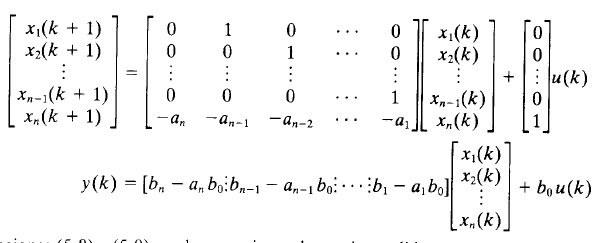 [x₁(k + 1) x₂(k + 1) ⋮ xₙ₋₁(k + 1) xₙ(k + 1)] = [0 1 0 ⋯ 0; 0 0 1 ⋯ 0; ⋮ ⋮ ⋮ ⋮; 0 0 0 ⋯ 1; −aₙ −aₙ₋₁ −aₙ₋₂ ⋯ −a₁] [x₁(k) x₂(k) ⋮ xₙ₋₁(k) xₙ(k)] + [0 0 ⋮ 0 1] u(k)
y(k) = [bₙ − aₙb₀ ⋮ bₙ₋₁ − aₙ₋₁b₀ ⋮ ⋯ ⋮ b₁ − a₁b₀] [x₁(k) x₂(k) ⋮ xₙ(k)] + b₀u(k)